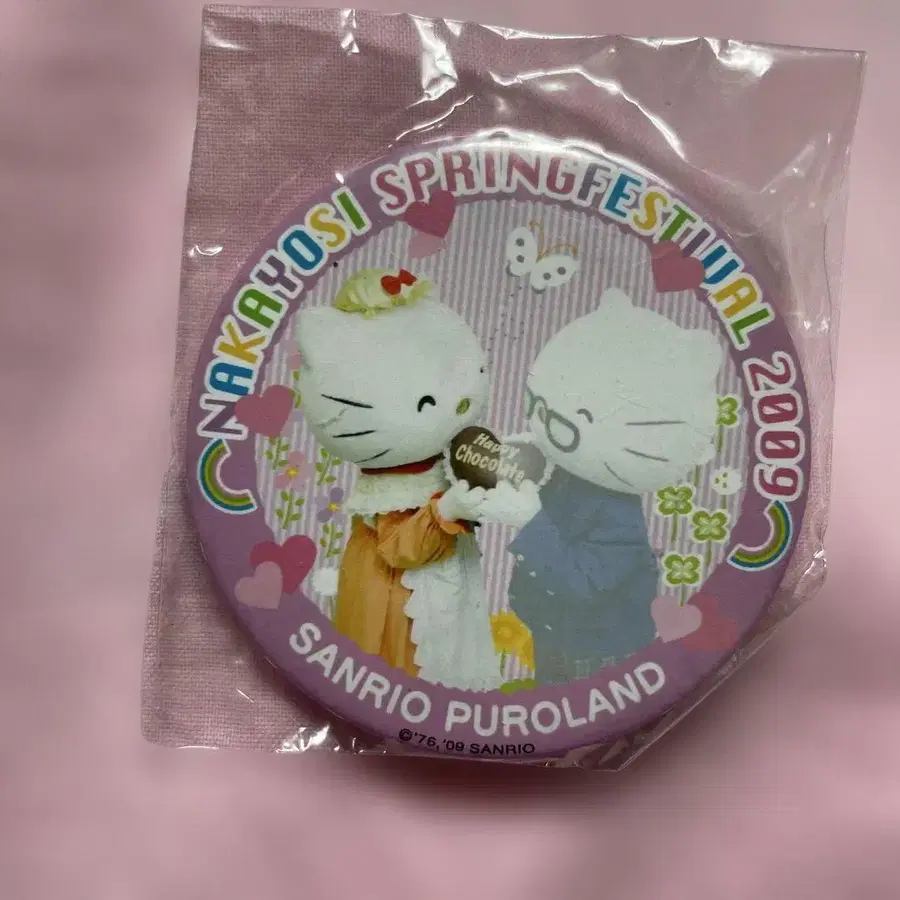 NAKAYOSI SPRINGFESTIVAL 2009
Happy
Chocolate
SANRIO PUROLAND
©'76,'09 SANRIO